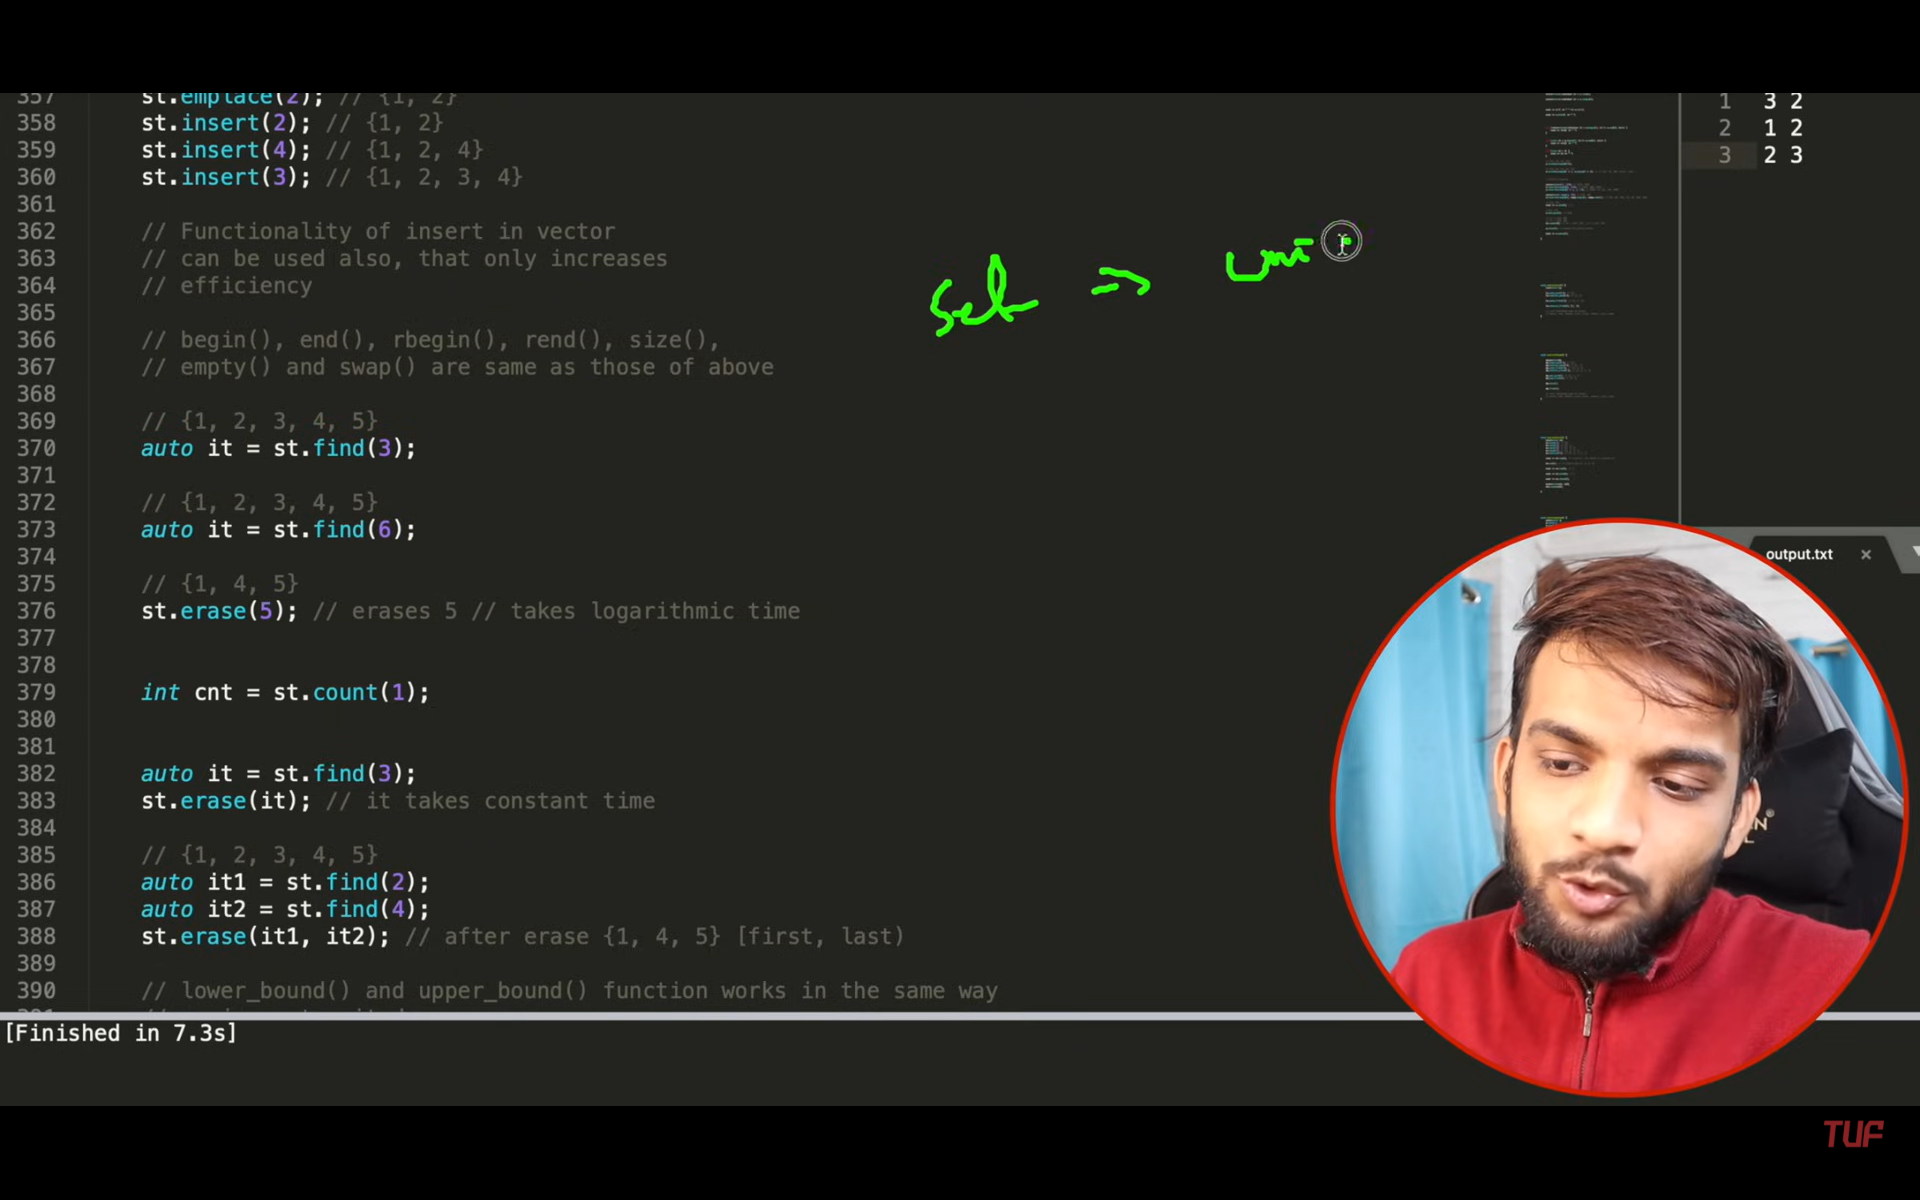 357 st.emplace(2); // {1, 2}
358 st.insert(2); // {1, 2}
359 st.insert(4); // {1, 2, 4}
360 st.insert(3); // {1, 2, 3, 4}
361
362 // Functionality of insert in vector
363 // can be used also, that only increases
364 // efficiency
365
366 // begin(), end(), rbegin(), rend(), size(),
367 // empty() and swap() are same as those of above
368
369 // {1, 2, 3, 4, 5}
370 auto it = st.find(3);
371
372 // {1, 2, 3, 4, 5}
373 auto it = st.find(6);
374
375 // {1, 4, 5}
376 st.erase(5); // erases 5 // takes logarithmic time
377
378
379 int cnt = st.count(1);
380
381
382 auto it = st.find(3);
383 st.erase(it); // it takes constant time
384
385 // {1, 2, 3, 4, 5}
386 auto it1 = st.find(2);
387 auto it2 = st.find(4);
388 st.erase(it1, it2); // after erase {1, 4, 5} [first, last)
389
390 // lower_bound() and upper_bound() function works in the same way
[Finished in 7.3s]
set => uni
1 3 2
2 1 2
3 2 3
output.txt
TUF